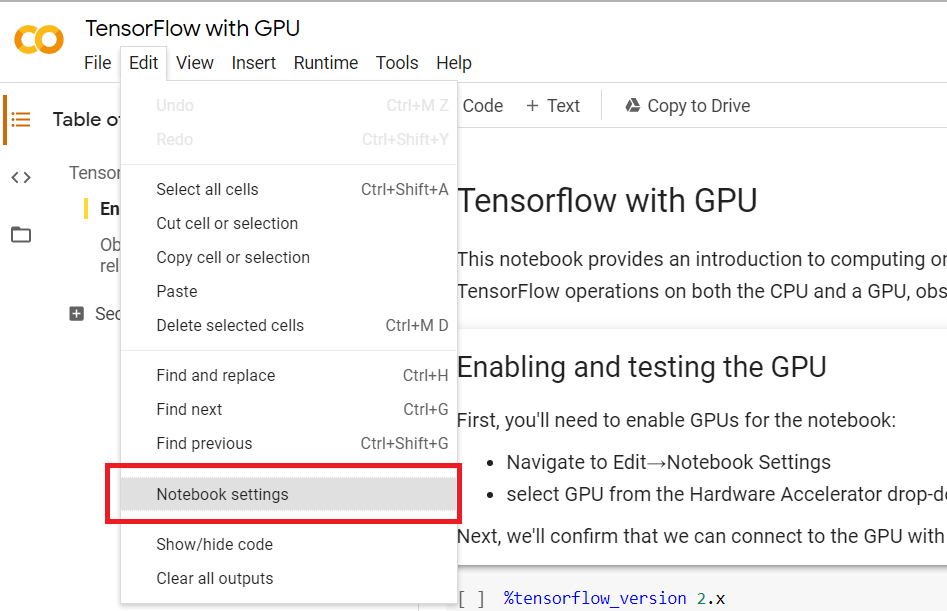 TensorFlow with GPU
File Edit View Insert Runtime Tools Help
Code + Text Copy to Drive
Table of
Tensor
En
Ob
rel
Sec
Undo Ctrl+M Z
Redo Ctrl+Shift+Y
Select all cells Ctrl+Shift+A
Cut cell or selection
Copy cell or selection
Paste
Delete selected cells Ctrl+M D
Find and replace Ctrl+H
Find next Ctrl+G
Find previous Ctrl+Shift+G
Notebook settings
Show/hide code
Clear all outputs
Tensorflow with GPU
This notebook provides an introduction to computing on
TensorFlow operations on both the CPU and a GPU, obs
Enabling and testing the GPU
First, you'll need to enable GPUs for the notebook:
• Navigate to Edit→Notebook Settings
• select GPU from the Hardware Accelerator drop-do
Next, we'll confirm that we can connect to the GPU with
[ ] %tensorflow_version 2.x